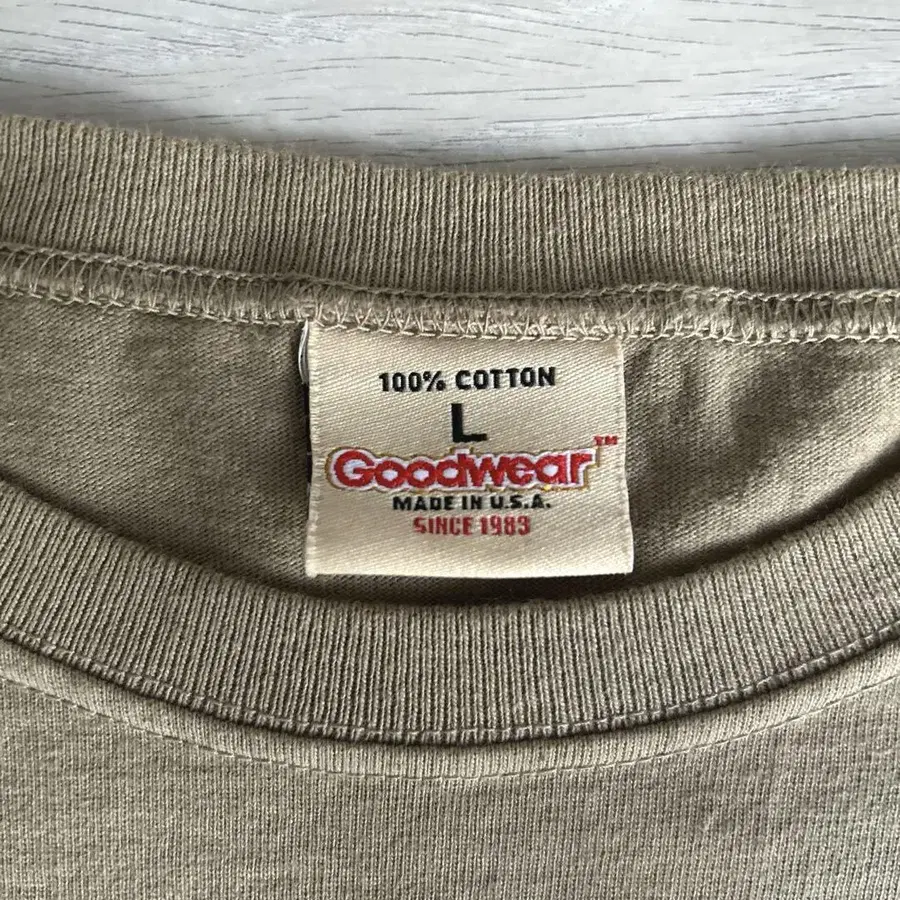 100% COTTON
L
Goodwear™
MADE IN U.S.A.
SINCE 1983